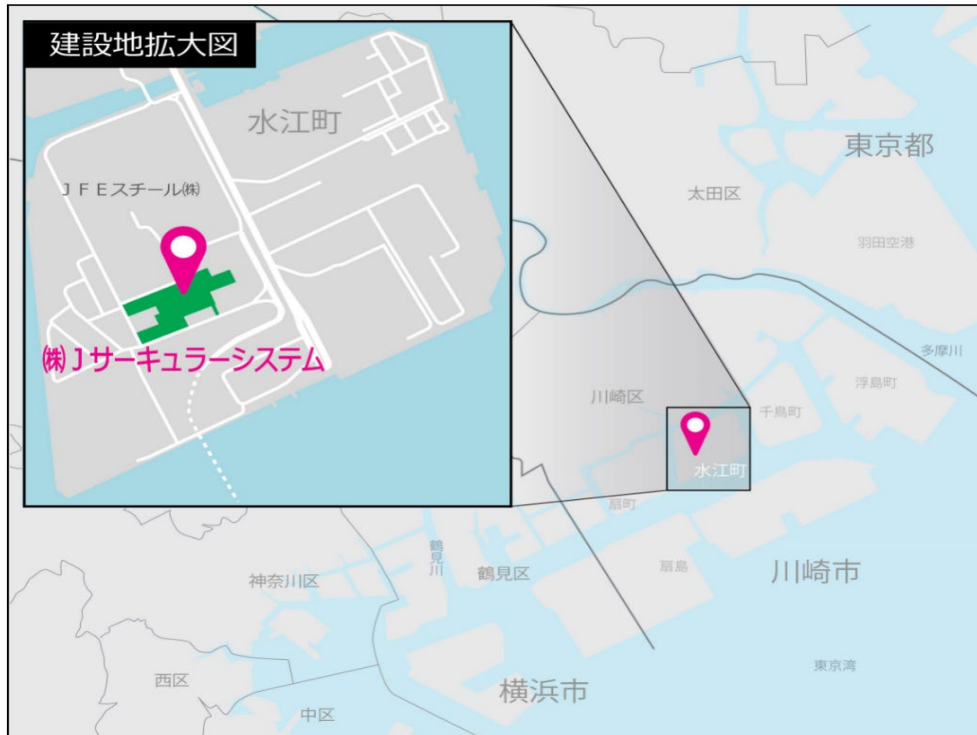 建設地拡大図
水江町
ＪＦＥスチール㈱
㈱Ｊサーキュラーシステム
東京都
太田区
羽田空港
多摩川
浮島町
川崎区
千鳥町
水江町
扇町
鶴見川
鶴見区
扇島
川崎市
神奈川区
東京湾
西区
横浜市
中区